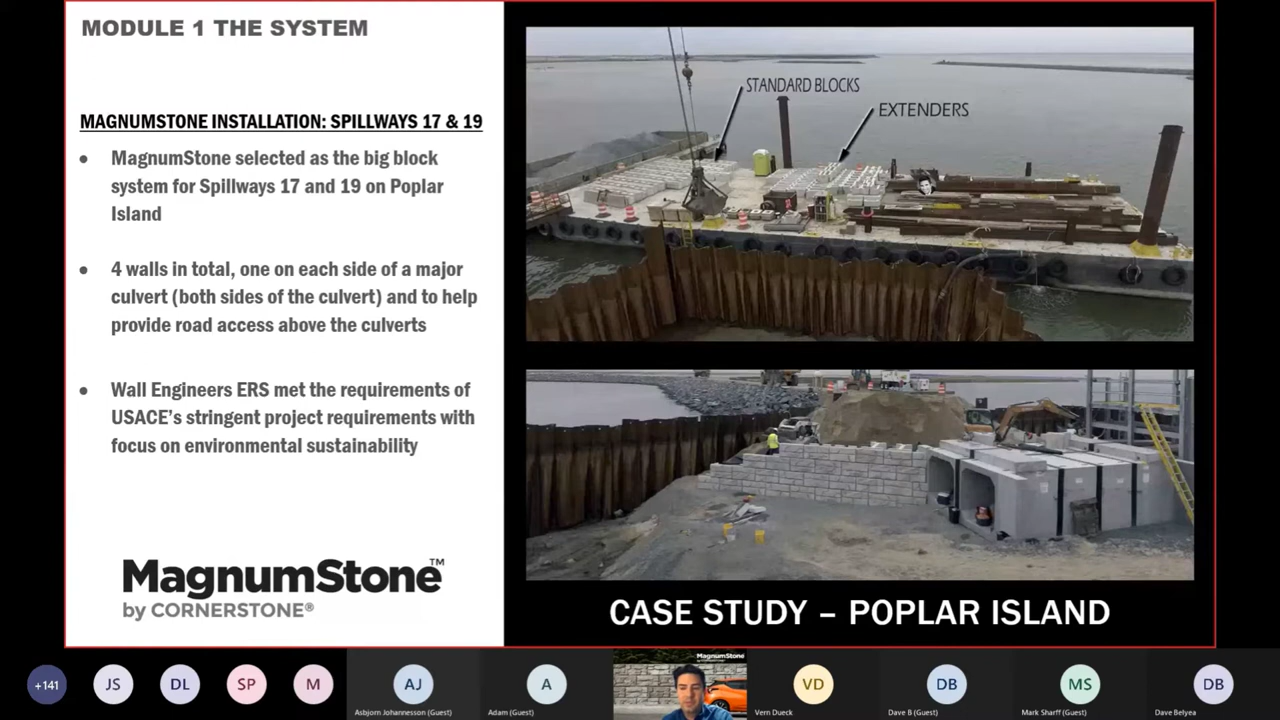 MODULE 1 THE SYSTEM
MAGNUMSTONE INSTALLATION: SPILLWAYS 17 & 19
• MagnumStone selected as the big block
system for Spillways 17 and 19 on Poplar
Island
• 4 walls in total, one on each side of a major
culvert (both sides of the culvert) and to help
provide road access above the culverts
• Wall Engineers ERS met the requirements of
USACE's stringent project requirements with
focus on environmental sustainability
MagnumStone™
by CORNERSTONE®
STANDARD BLOCKS
EXTENDERS
CASE STUDY – POPLAR ISLAND
+141
JS
DL
SP
M
AJ
Asbjorn Johannesson (Guest)
A
Adam (Guest)
MagnumStone
VD
Vern Dueck
DB
Dave B (Guest)
MS
Mark Sharff (Guest)
DB
Dave Belyea